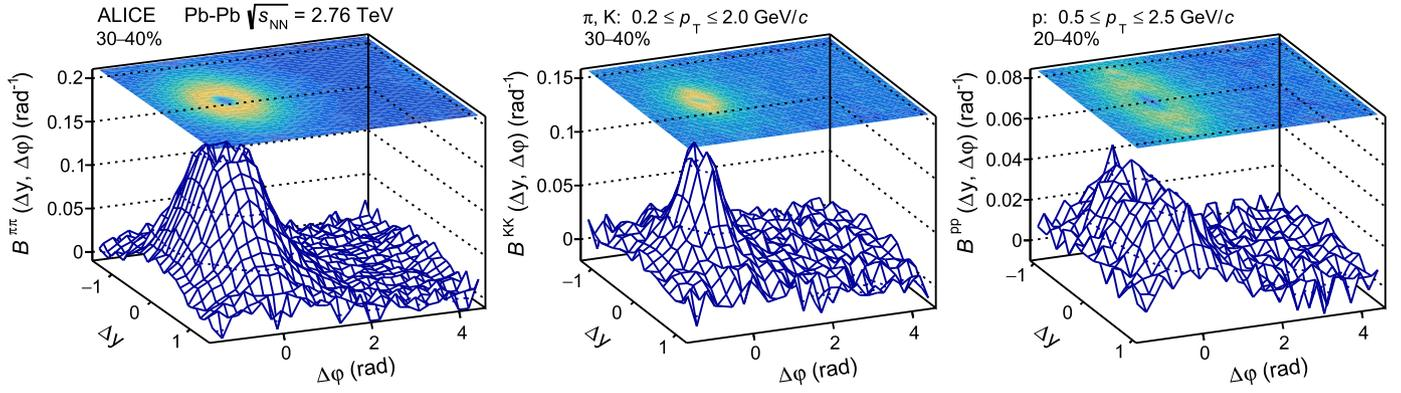 ALICE Pb-Pb √sNN = 2.76 TeV
30–40%
0.2
0.15
0.1
0.05
0
B ππ (Δy, Δφ) (rad-1)
−1
0
1
Δy
0
2
4
Δφ (rad)
π, K: 0.2 ≤ pT ≤ 2.0 GeV/c
30–40%
0.15
0.1
0.05
0
B KK (Δy, Δφ) (rad-1)
−1
0
1
Δy
0
2
4
Δφ (rad)
p: 0.5 ≤ pT ≤ 2.5 GeV/c
20–40%
0.08
0.06
0.04
0.02
0
B pp (Δy, Δφ) (rad-1)
−1
0
1
Δy
0
2
4
Δφ (rad)